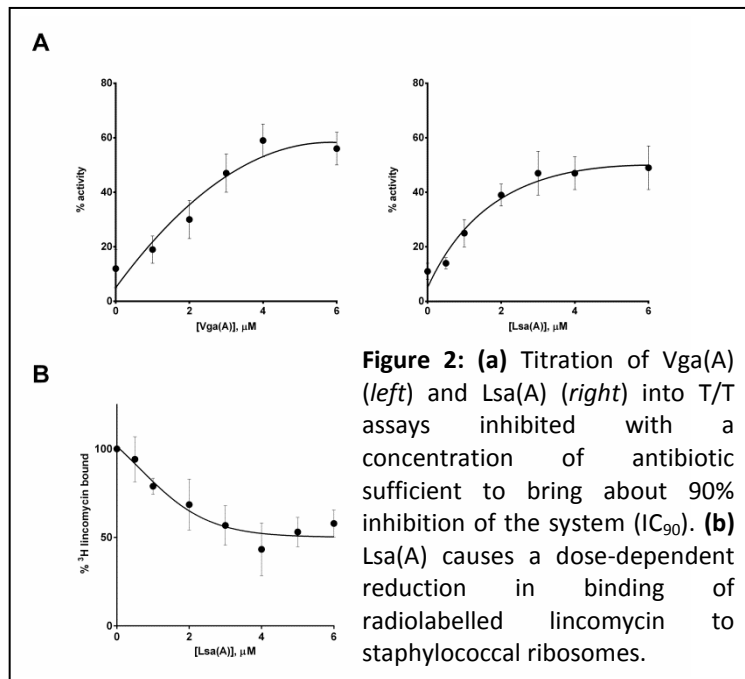 A
80
60
40
20
0
% activity
0 2 4 6
[Vga(A)], µM
80
60
40
20
0
% activity
0 2 4 6
[Lsa(A)], µM
B
100
50
0
% ³H lincomycin bound
0 2 4 6
[Lsa(A)], µM
Figure 2: (a) Titration of Vga(A)
(left) and Lsa(A) (right) into T/T
assays inhibited with a
concentration of antibiotic
sufficient to bring about 90%
inhibition of the system (IC₉₀). (b)
Lsa(A) causes a dose-dependent
reduction in binding of
radiolabelled lincomycin to
staphylococcal ribosomes.